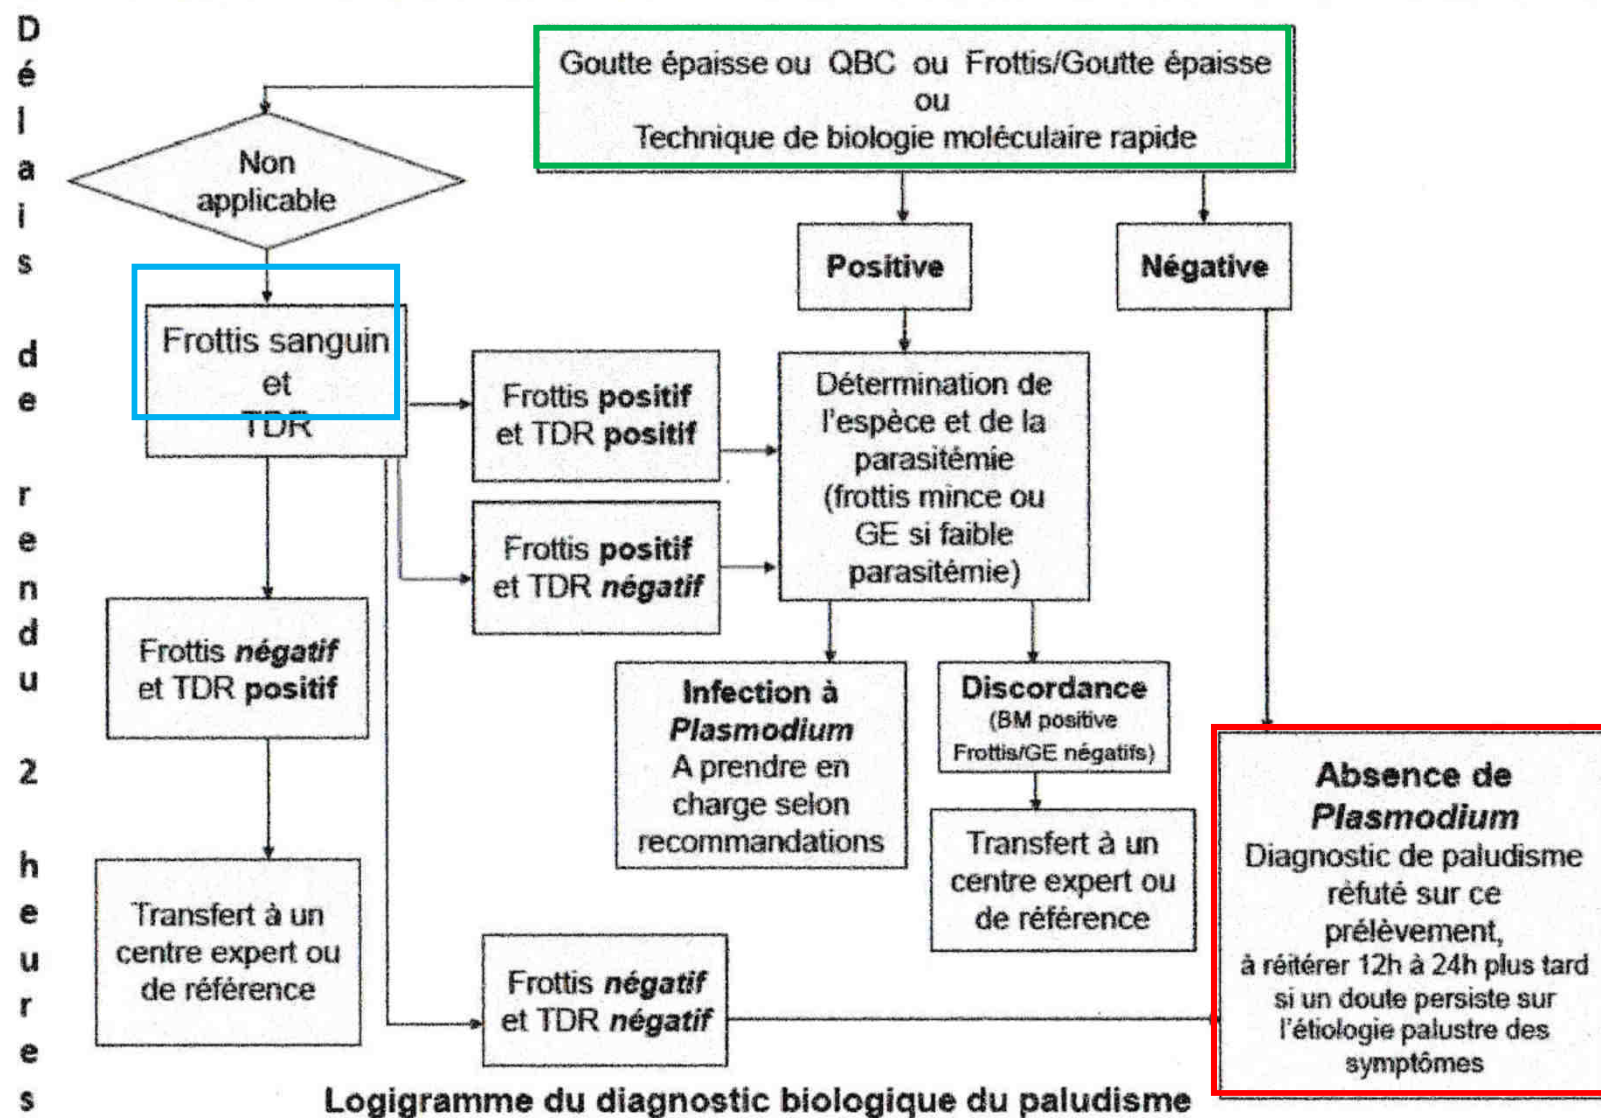 Délais de rendu 2 heures
Goutte épaisse ou QBC ou Frottis/Goutte épaisse
ou
Technique de biologie moléculaire rapide
Non
applicable
Positive
Négative
Frottis sanguin
et
TDR
Frottis positif
et TDR positif
Détermination de
l'espèce et de la
parasitémie
(frottis mince ou
GE si faible
parasitémie)
Frottis positif
et TDR négatif
Frottis négatif
et TDR positif
Infection à
Plasmodium
A prendre en
charge selon
recommandations
Discordance
(BM positive
Frottis/GE négatifs)
Absence de
Plasmodium
Diagnostic de paludisme
réfuté sur ce
prélèvement,
à réitérer 12h à 24h plus tard
si un doute persiste sur
l'étiologie palustre des
symptômes
Transfert à un
centre expert ou
de référence
Transfert à un
centre expert ou
de référence
Frottis négatif
et TDR négatif
Logigramme du diagnostic biologique du paludisme